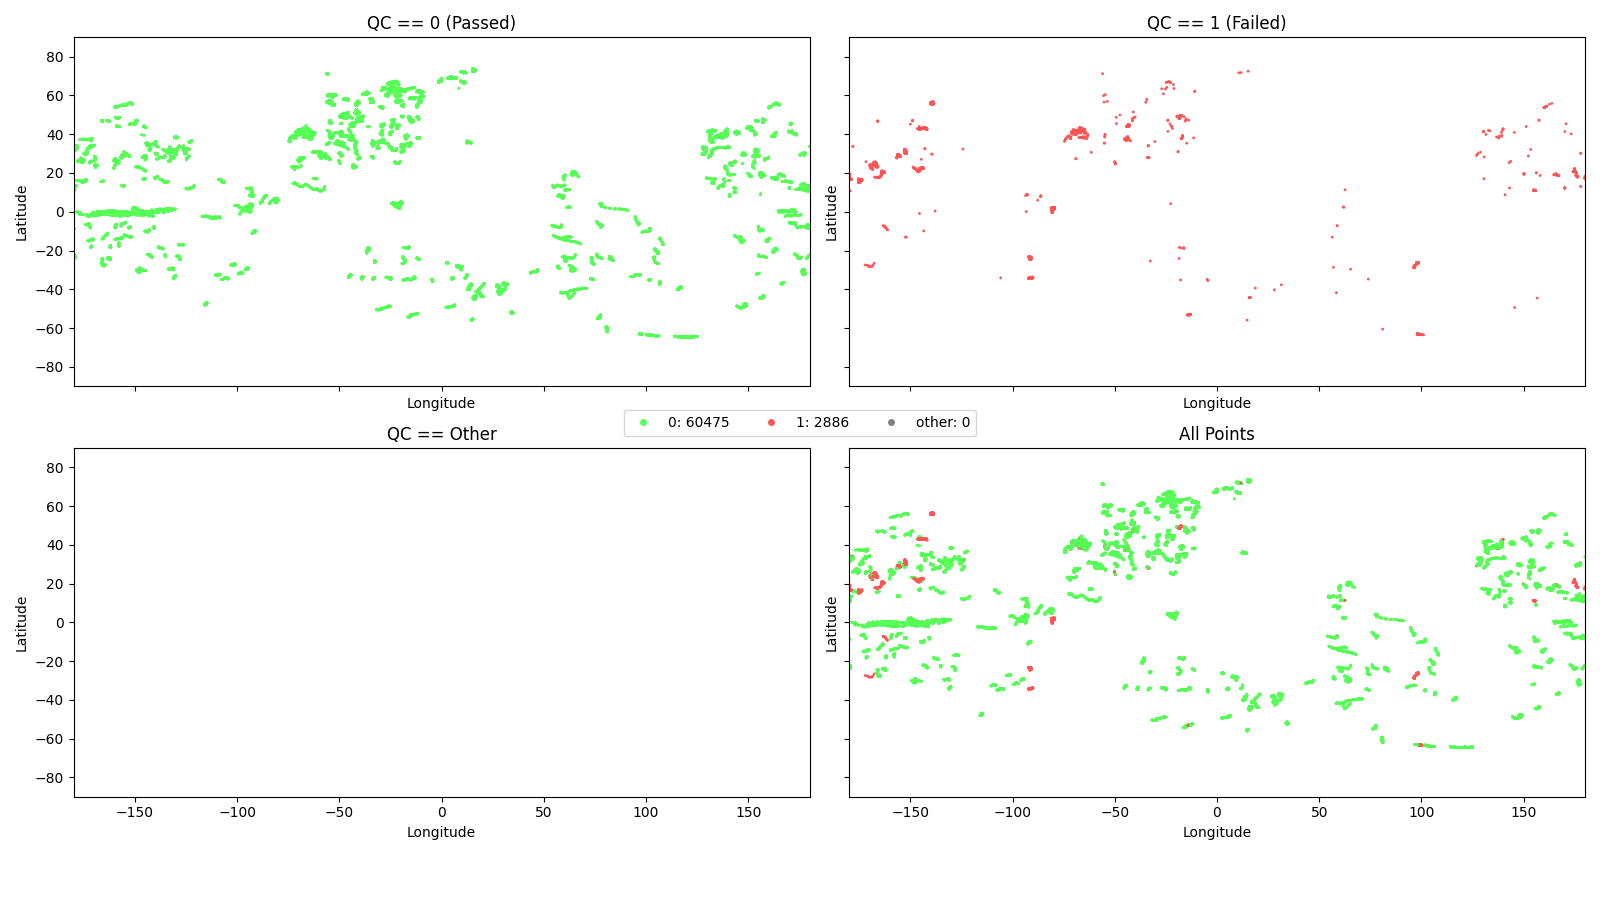 QC == 0 (Passed)
QC == 1 (Failed)
80
60
40
20
0
−20
−40
−60
−80
Latitude
Latitude
Longitude
Longitude
0: 60475
1: 2886
other: 0
QC == Other
All Points
80
60
40
20
0
−20
−40
−60
−80
Latitude
Latitude
−150
−100
−50
0
50
100
150
−150
−100
−50
0
50
100
150
Longitude
Longitude